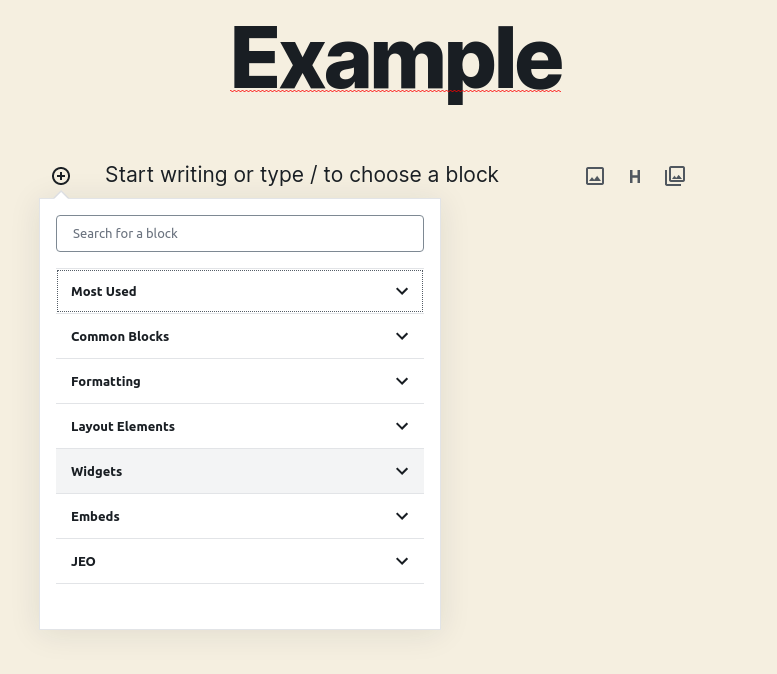 Example
Start writing or type / to choose a block
H
Search for a block
Most Used
Common Blocks
Formatting
Layout Elements
Widgets
Embeds
JEO